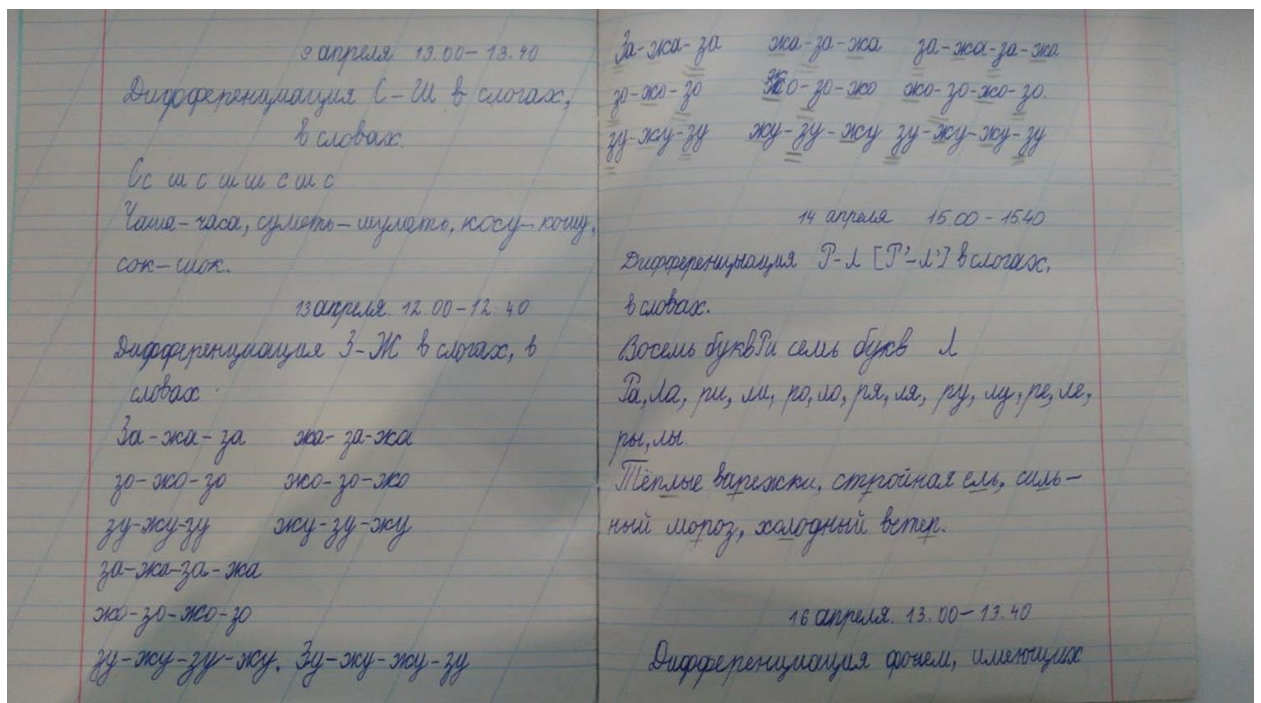 9 апреля 13.00-13.40
Дифференциация С-Ш в слогах,
в словах.
Сс ш с ш ш с ш с
Чаша-часа, суметь-шуметь, косу-кошу,
сок-шок.
13 апреля. 12.00-12.40
Дифференциация З-Ж в слогах, в
словах.
За-жа-за жа-за-жа
зо-жо-зо жо-зо-жо
зу-жу-зу жу-зу-жу
за-жа-за-жа
жо-зо-жо-зо
зу-жу-зу-жу. Зу-жу-жу-зу
За-жа-за жа-за-жа за-жа-за-жа
зо-жо-зо жо-зо-жо жо-зо-жо-зо.
зу-жу-зу жу-зу-жу зу-жу-жу-зу
14 апреля 15.00-15.40
Дифференцыация Р-Л [Р'-Л'] в слогах,
в словах.
Восемь букв Р и семь букв Л
Ра, Ла, ри, ли, ро, ло, ря, ля, ру, лу, ре, ле,
ры, лы.
Тёплые варежки, стройная ель, силь-
ный мороз, холодный ветер.
16 апреля. 13.00-13.40
Дифференциация фонем, имеющих